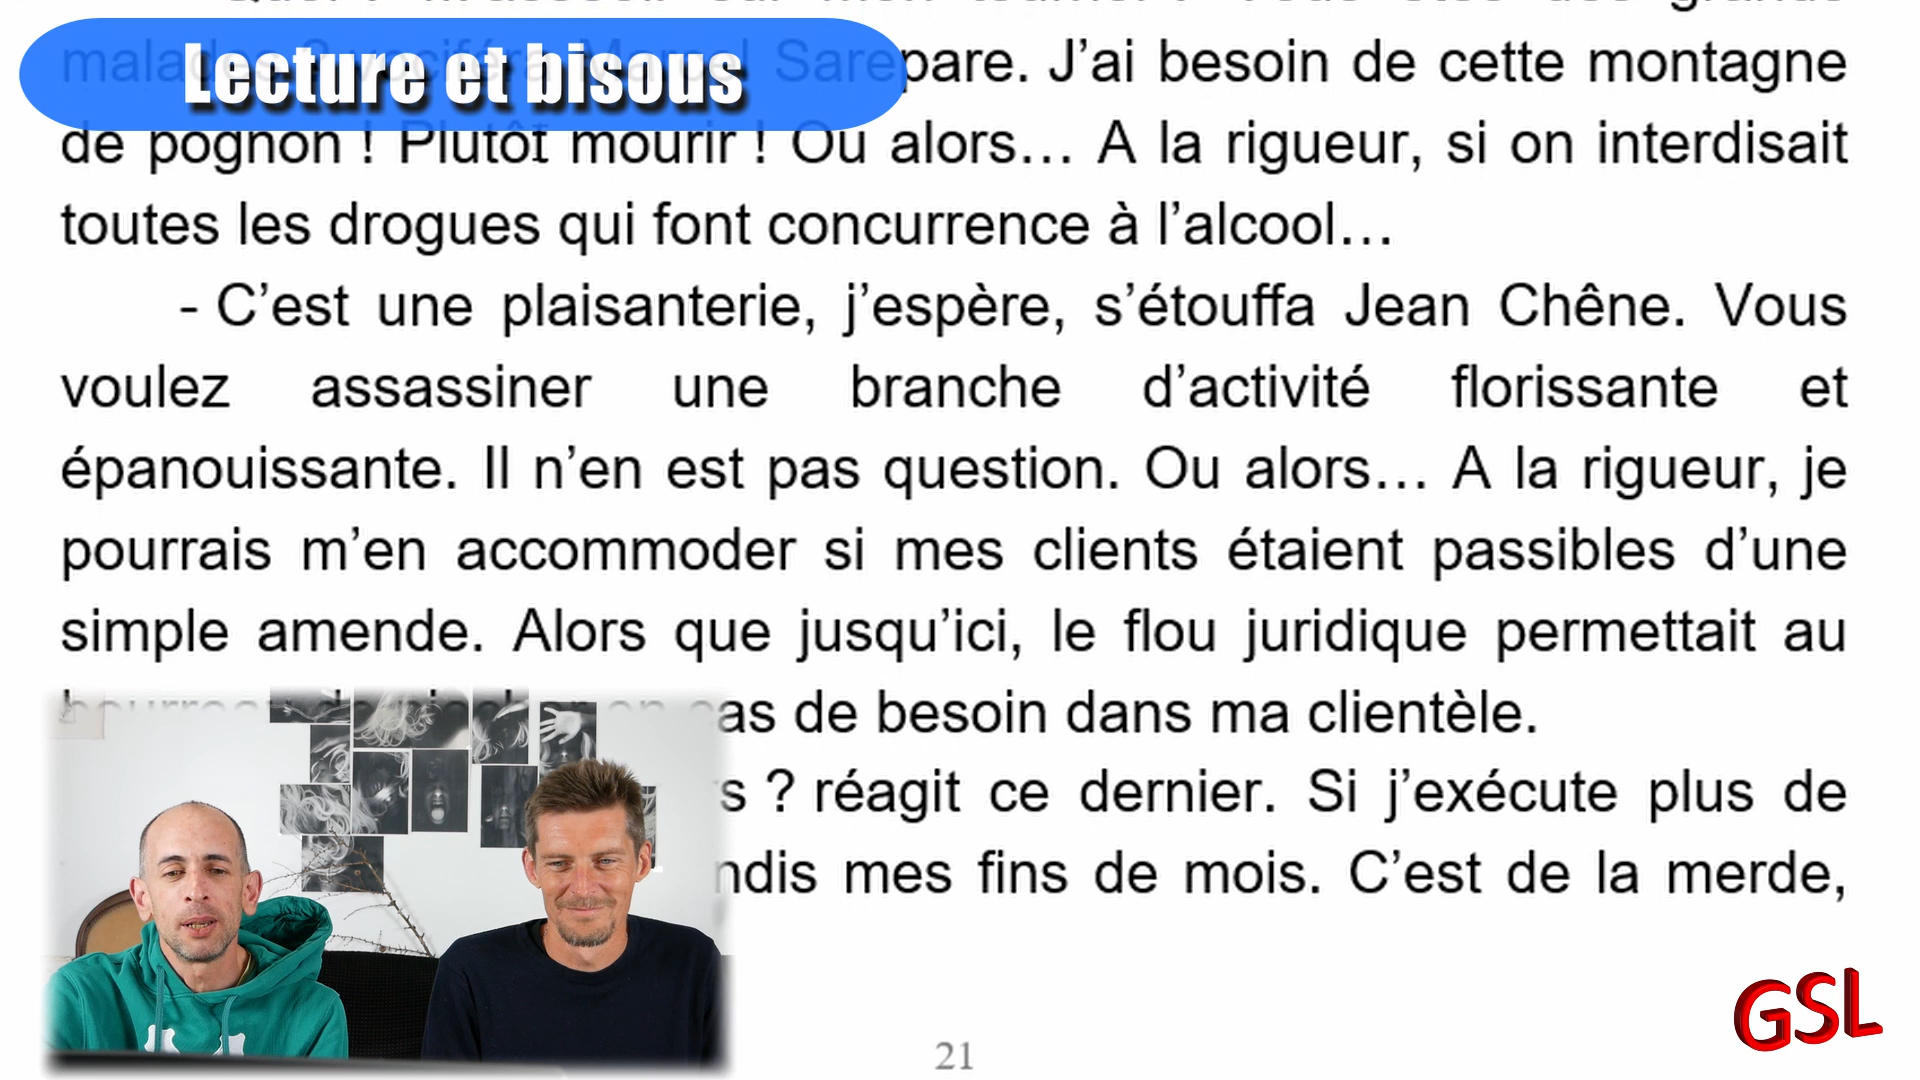 Lecture et bisous
malades ? vociféra Marcel Sarepare. J’ai besoin de cette montagne
de pognon ! Plutôt mourir ! Ou alors… A la rigueur, si on interdisait
toutes les drogues qui font concurrence à l’alcool…
- C’est une plaisanterie, j’espère, s’étouffa Jean Chêne. Vous
voulez assassiner une branche d’activité florissante et
épanouissante. Il n’en est pas question. Ou alors… A la rigueur, je
pourrais m’en accommoder si mes clients étaient passibles d’une
simple amende. Alors que jusqu’ici, le flou juridique permettait au
cas de besoin dans ma clientèle.
s ? réagit ce dernier. Si j’exécute plus de
ndis mes fins de mois. C’est de la merde,
GSL
21